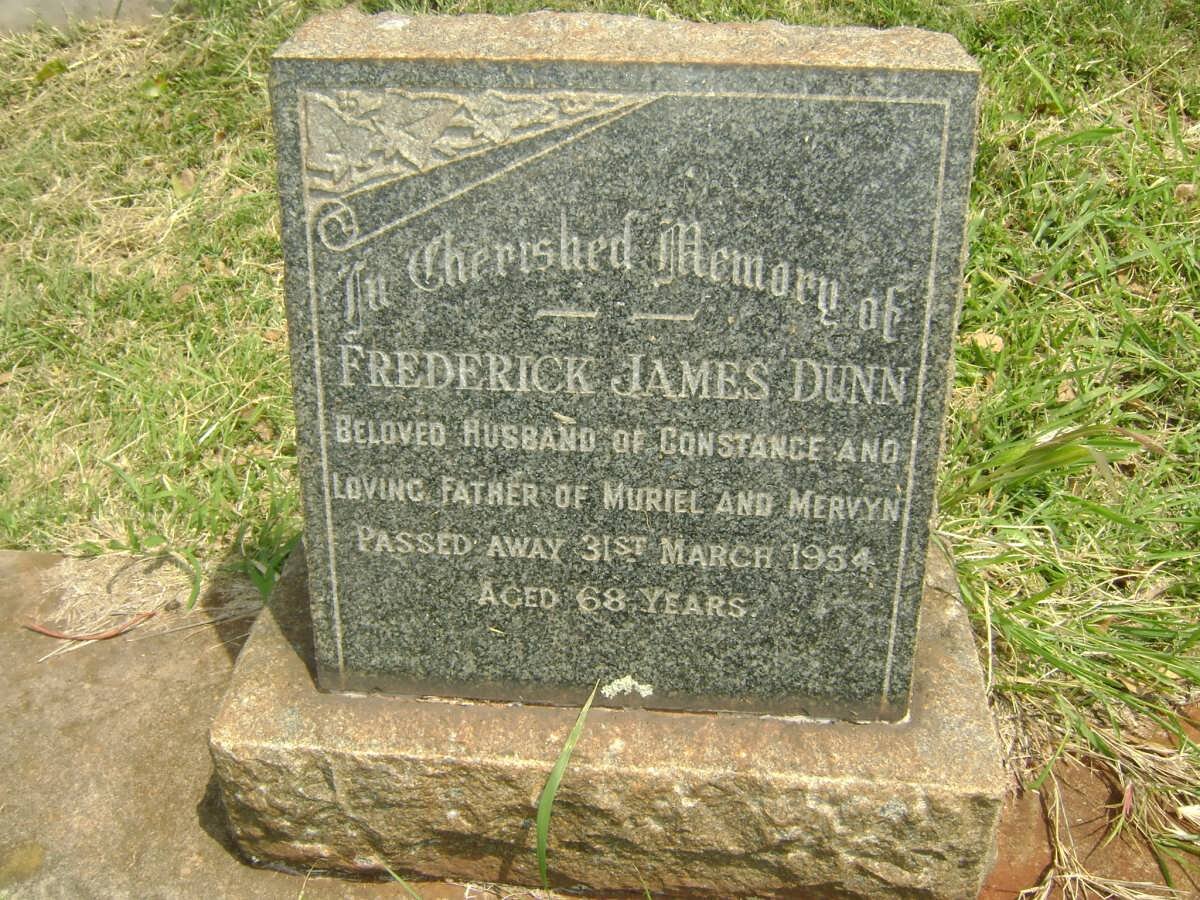 In Cherished Memory of
FREDERICK JAMES DUNN
BELOVED HUSBAND OF CONSTANCE AND
LOVING FATHER OF MURIEL AND MERVYN
PASSED AWAY 31ST MARCH 1954
AGED 68 YEARS